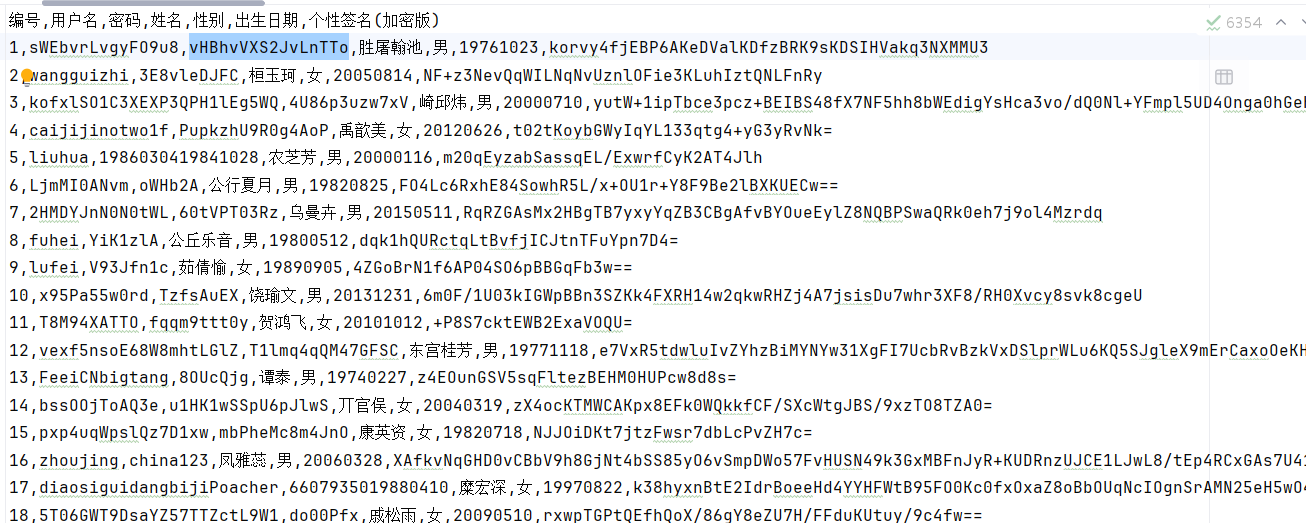 编号,用户名,密码,姓名,性别,出生日期,个性签名(加密版)
6354
1,sWEbvrLvgyFO9u8,vHBhvVXS2JvLnTTo,胜屠翰池,男,19761023,korvy4fjEBP6AKeDValKDfzBRK9sKDSIHVakq3NXMMU3
2,wangguizhi,3E8vleDJFC,桓玉珂,女,20050814,NF+z3NevQqWILNqNvUznlOFie3KLuhIztQNLFnRy
3,kofxlSO1C3XEXP3QPH1lEg5WQ,4U86p3uzw7xV,崎邱炜,男,20000710,yutW+1ipTbce3pcz+BEIBS48fX7NF5hh8bWEdigYsHca3vo/dQ0Nl+YFmpl5UD4Onga0hGeH
4,caijijinotwo1f,PupkzhU9R0g4AoP,禹歆美,女,20120626,t02tKoybGWyIqYL133qtg4+yG3yRvNk=
5,liuhua,1986030419841028,农芝芳,男,20000116,m20qEyzabSassqEL/ExwrfCyK2AT4Jlh
6,LjmMI0ANvm,oWHb2A,公行夏月,男,19820825,FO4Lc6RxhE84SowhR5L/x+OU1r+Y8F9Be2lBXKUECw==
7,2HMDYJnN0N0tWL,60tVPT03Rz,乌曼卉,男,20150511,RqRZGAsMx2HBgTB7yxyYqZB3CBgAfvBYOueEylZ8NQBPSwaQRk0eh7j9ol4Mzrdq
8,fuhei,YiK1zlA,公丘乐音,男,19800512,dqk1hQURctqLtBvfjICJtnTFuYpn7D4=
9,lufei,V93Jfn1c,茹倩愉,女,19890905,4ZGoBrN1f6AP04SO6pBBGqFb3w==
10,x95Pa55w0rd,TzfsAuEX,饶瑜文,男,20131231,6m0F/1U03kIGWpBBn3SZKk4FXRH14w2qkwRHZj4A7jsisDu7whr3XF8/RH0Xvcy8svk8cgeU
11,T8M94XATTO,fqqm9ttt0y,贺鸿飞,女,20101012,+P8S7cktEWB2ExaVOQU=
12,vexf5nsoE68W8mhtLGlZ,T1lmq4qQM47GFSC,东宫桂芳,男,19771118,e7VxR5tdwluIvZYhzBiMYNYw31XgFI7UcbRvBzkVxDSlprWLu6KQ5SJgleX9mErCaxoOeKH
13,FeeiCNbigtang,8OUcQjg,谭泰,男,19740227,z4EOunGSV5sqFltezBEHM0HUPcw8d8s=
14,bssOOjToAQ3e,u1HK1wSSpU6pJlwS,丌官俣,女,20040319,zX4ocKTMWCAKpx8EFk0WQkkfCF/SXcWtgJBS/9xzTO8TZA0=
15,pxp4uqWpslQz7D1xw,mbPheMc8m4JnO,康英资,女,19820718,NJJOiDKt7jtzFwsr7dbLcPvZH7c=
16,zhoujing,china123,凤雅蕊,男,20060328,XAfkvNqGHD0vCBbV9h8GjNt4bSS85yO6vSmpDWo57FvHUSN49k3GxMBFnJyR+KUDRnzUJCE1LJwL8/tEp4RCxGAs7U4
17,diaosiguidangbijiPoacher,6607935019880410,糜宏深,女,19970822,k38hyxnBtE2IdrBoeeHd4YYHFWtB95FO0Kc0fxOxaZ8oBbOUqNcIOgnSrAMN25eH5wO4
18,5T06GWT9DsaYZ57TTZctL9W1,do00Pfx,戚松雨,女,20090510,rxwpTGPtQEfhQoX/86gY8eZU7H/FFduKUtuy/9c4fw==